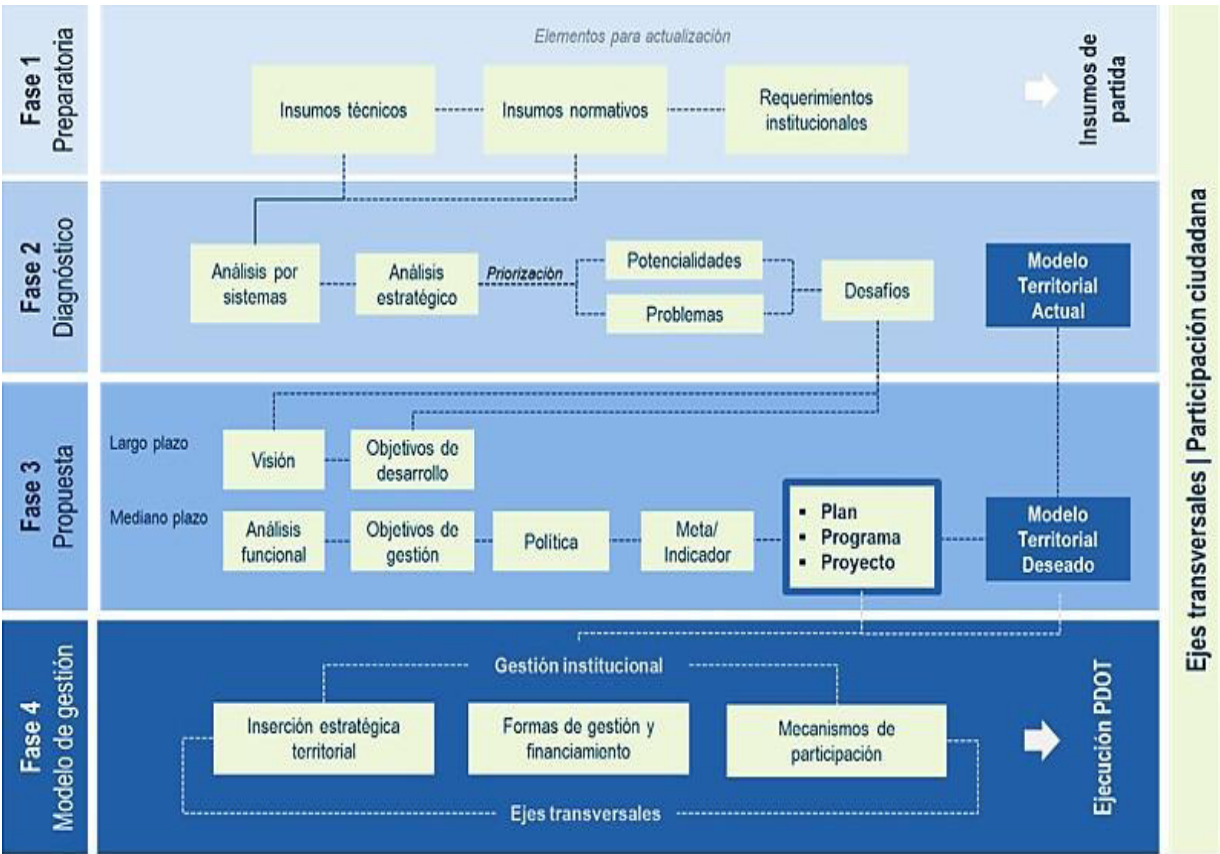 Fase 1
Preparatoria
Elementos para actualización
Insumos técnicos
Insumos normativos
Requerimientos
institucionales
Insumos de
partida
Fase 2
Diagnóstico
Análisis por
sistemas
Análisis
estratégico
Priorización
Potencialidades
Problemas
Desafíos
Modelo
Territorial
Actual
Fase 3
Propuesta
Largo plazo
Visión
Objetivos de
desarrollo
Mediano plazo
Análisis
funcional
Objetivos de
gestión
Política
Meta/
Indicador
▪ Plan
▪ Programa
▪ Proyecto
Modelo
Territorial
Deseado
Fase 4
Modelo de gestión
Gestión institucional
Inserción estratégica
territorial
Formas de gestión y
financiamiento
Mecanismos de
participación
Ejes transversales
Ejecución PDOT
Ejes transversales | Participación ciudadana